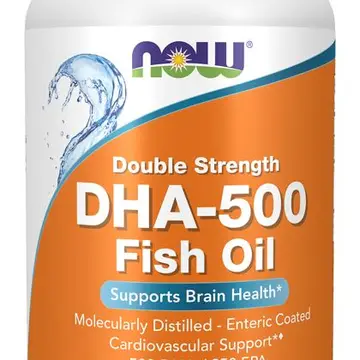 NOW
Double Strength
DHA-500
Fish Oil
Supports Brain Health*
Molecularly Distilled - Enteric Coated
Cardiovascular Support*♦